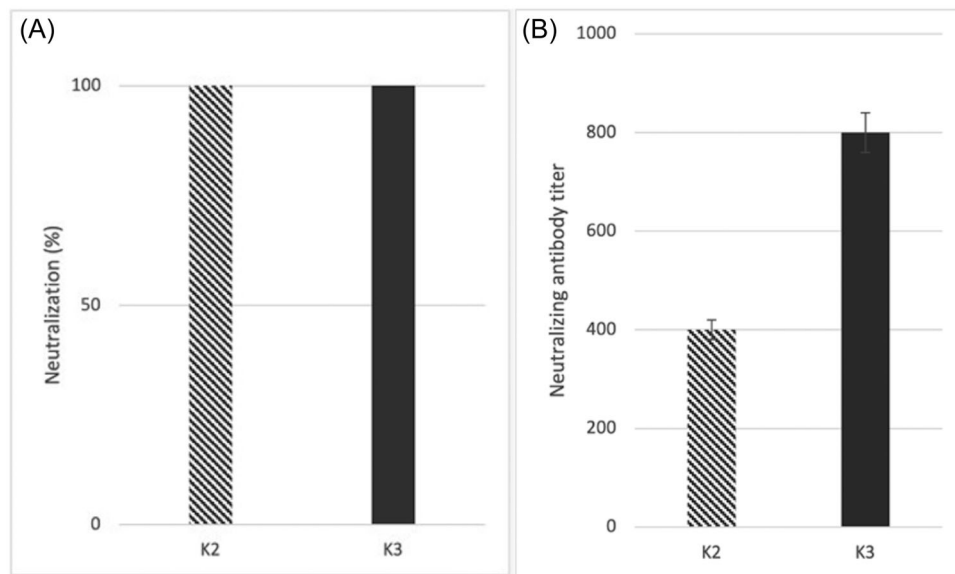 (A)
100
50
0
Neutralization (%)
K2
K3
(B)
1000
800
600
400
200
0
Neutralizing antibody titer
K2
K3